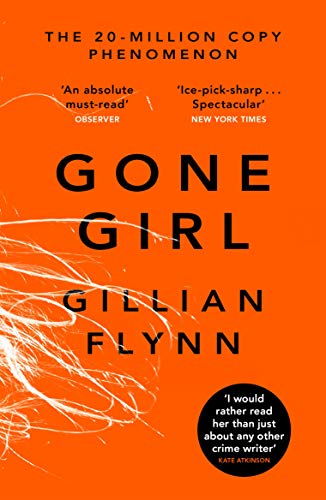 THE 20-MILLION COPY
PHENOMENON
‘An absolute
must-read’
OBSERVER
‘Ice-pick-sharp . . .
Spectacular’
NEW YORK TIMES
GONE
GIRL
GILLIAN
FLYNN
‘I would
rather read
her than just
about any other
crime writer’
KATE ATKINSON